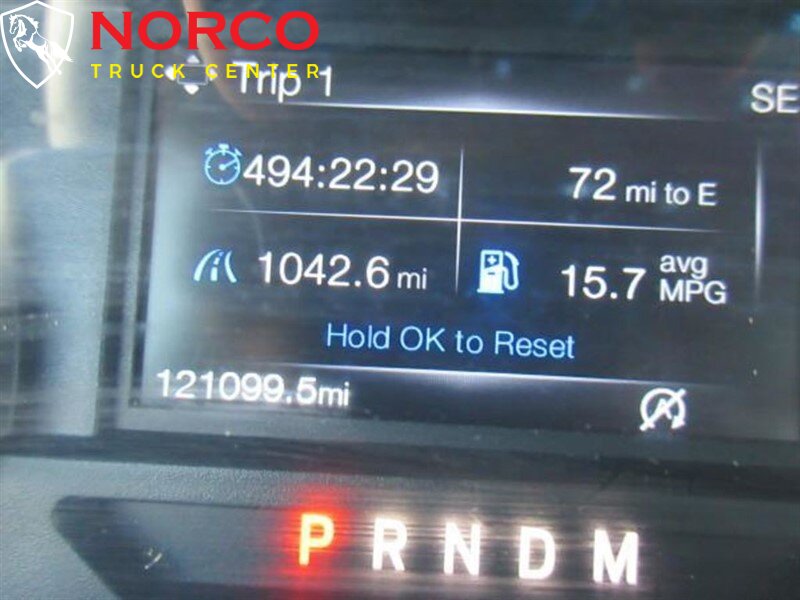 NORCO
TRUCK CENTER
Trip 1
SE
494:22:29
72 mi to E
1042.6 mi
15.7 avg MPG
Hold OK to Reset
121099.5mi
P R N D M